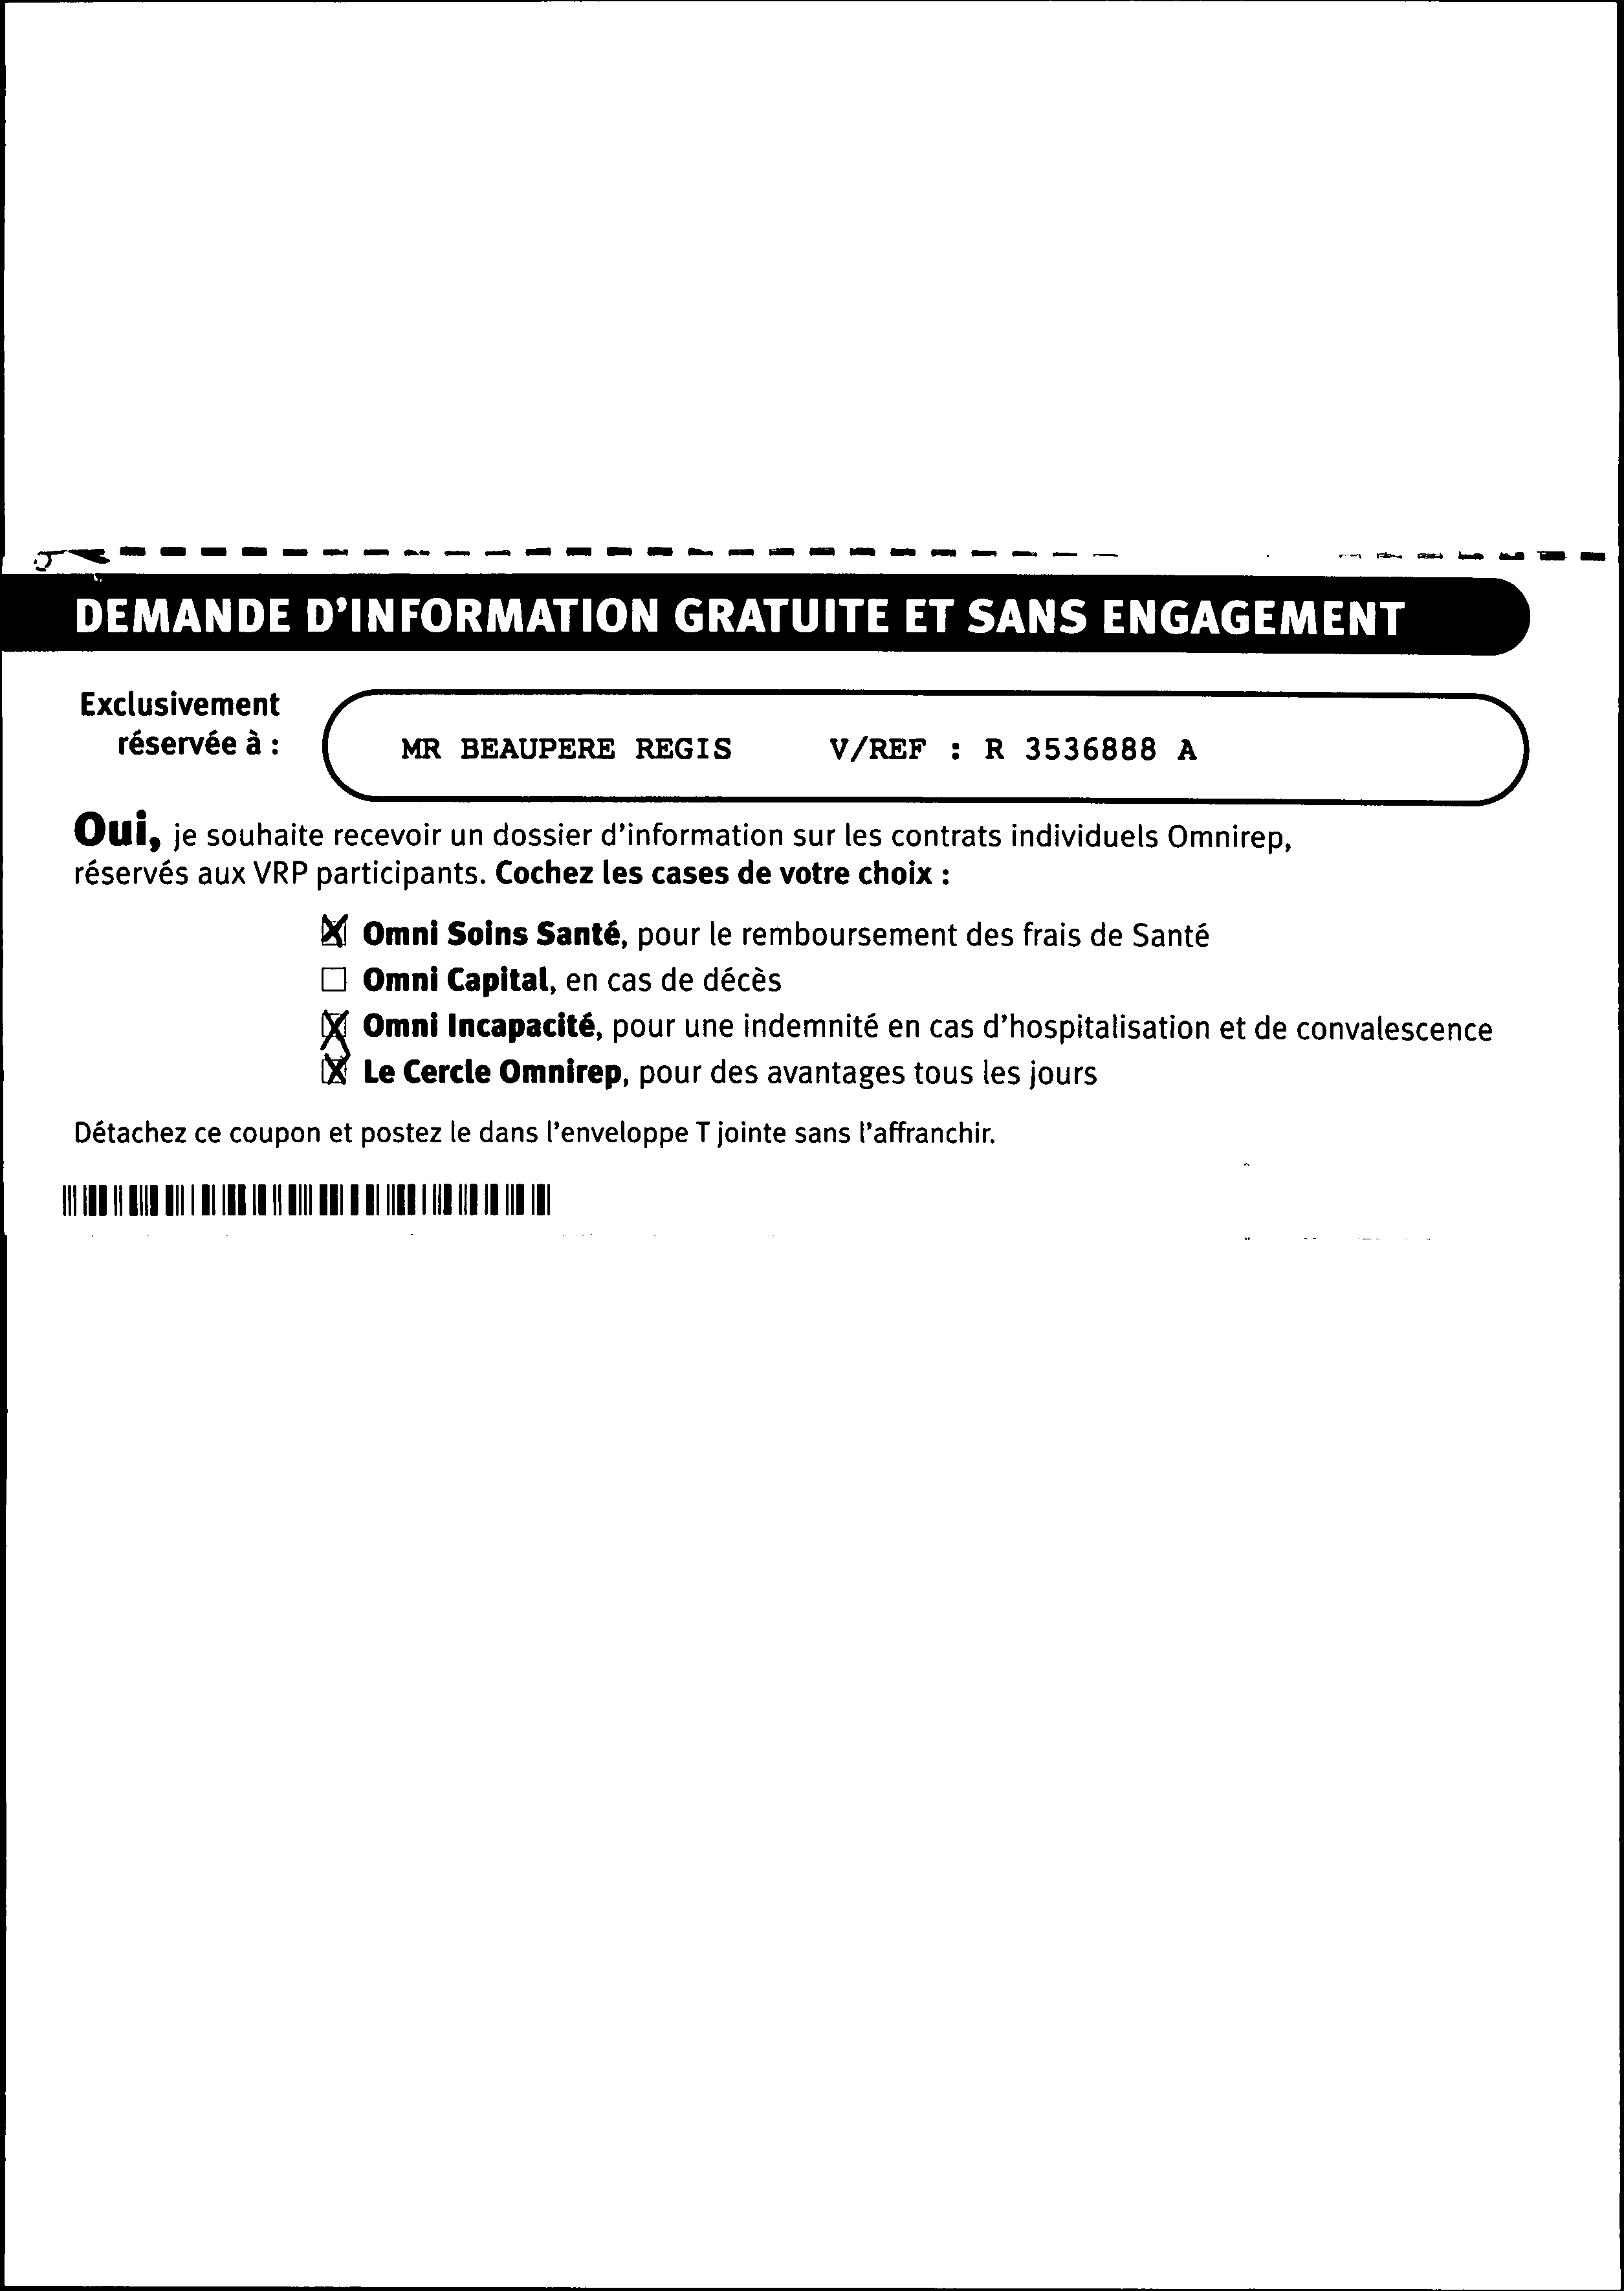 DEMANDE D'INFORMATION GRATUITE ET SANS ENGAGEMENT
Exclusivement
réservée à :
MR BEAUPERE REGIS V/REF : R 3536888 A
Oui, je souhaite recevoir un dossier d'information sur les contrats individuels Omnirep,
réservés aux VRP participants. Cochez les cases de votre choix :
☒ Omni Soins Santé, pour le remboursement des frais de Santé
☐ Omni Capital, en cas de décès
☒ Omni Incapacité, pour une indemnité en cas d'hospitalisation et de convalescence
☒ Le Cercle Omnirep, pour des avantages tous les jours
Détachez ce coupon et postez le dans l'enveloppe T jointe sans l'affranchir.